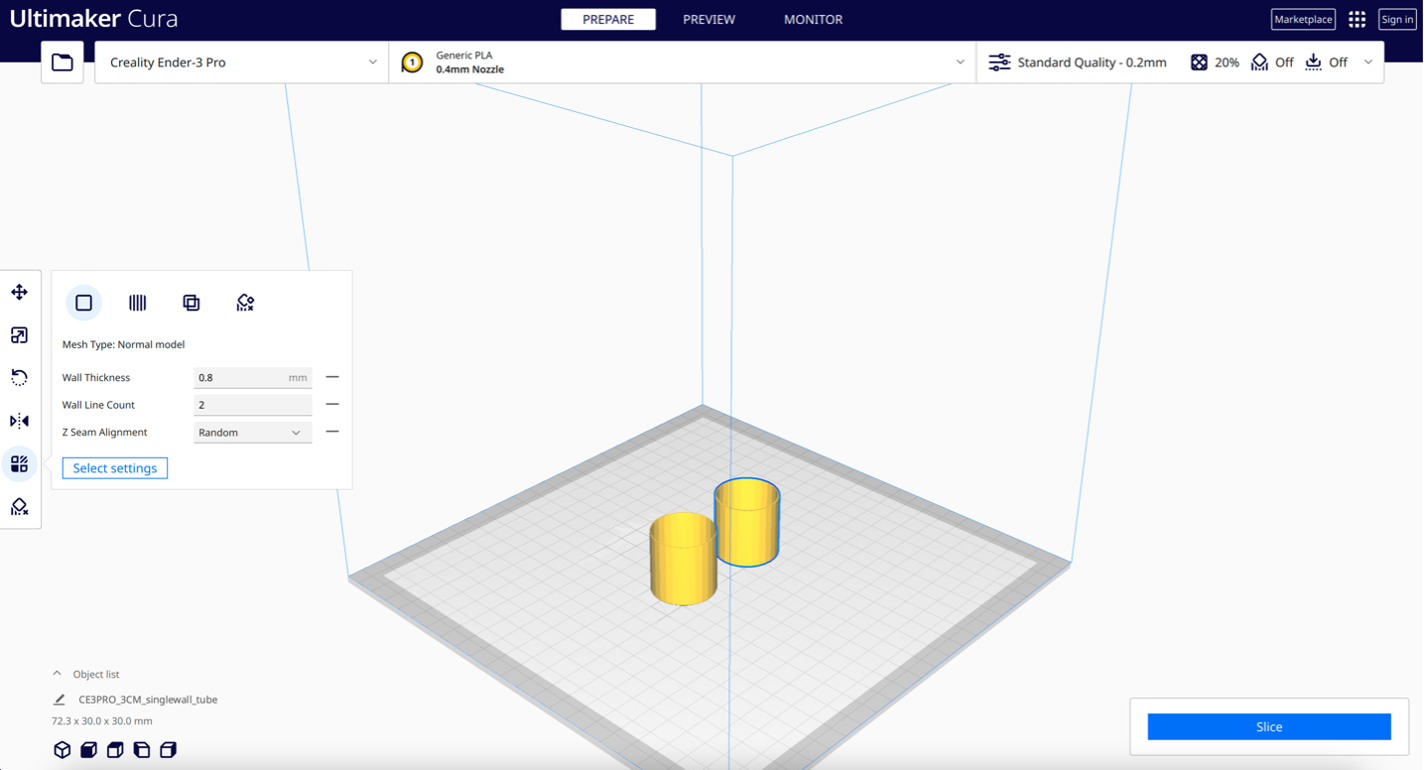 Ultimaker Cura
PREPARE PREVIEW MONITOR
Marketplace Sign in
Creality Ender-3 Pro
1
Generic PLA
0.4mm Nozzle
Standard Quality - 0.2mm 20% Off Off
Mesh Type: Normal model
Wall Thickness 0.8 mm
Wall Line Count 2
Z Seam Alignment Random
Select settings
Object list
CE3PRO_3CM_singlewall_tube
72.3 x 30.0 x 30.0 mm
Slice